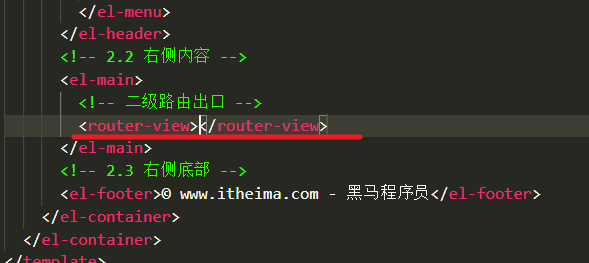 </el-menu>
</el-header>
<!-- 2.2 右侧内容 -->
<el-main>
<!-- 二级路由出口 -->
<router-view></router-view>
</el-main>
<!-- 2.3 右侧底部 -->
<el-footer>© www.itheima.com - 黑马程序员</el-footer>
</el-container>
</el-container>
</template>